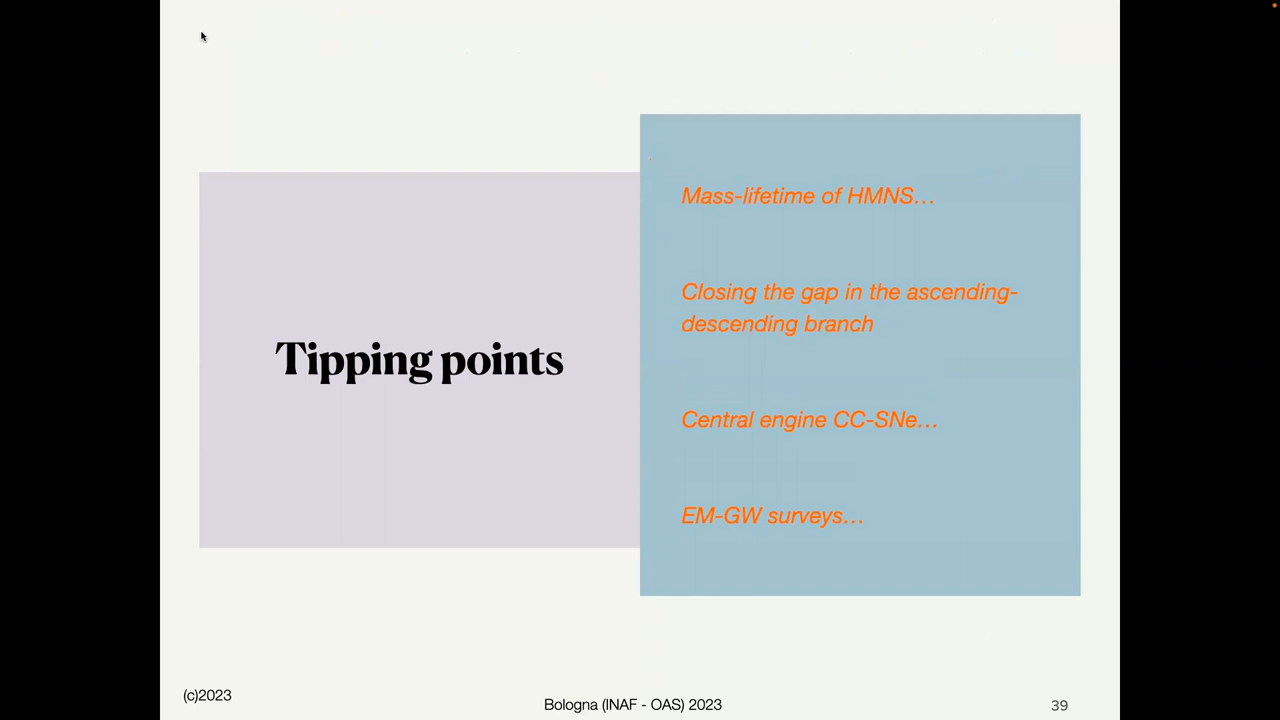 Tipping points
Mass-lifetime of HMNS…
Closing the gap in the ascending-
descending branch
Central engine CC-SNe…
EM-GW surveys…
(c)2023
Bologna (INAF - OAS) 2023
39